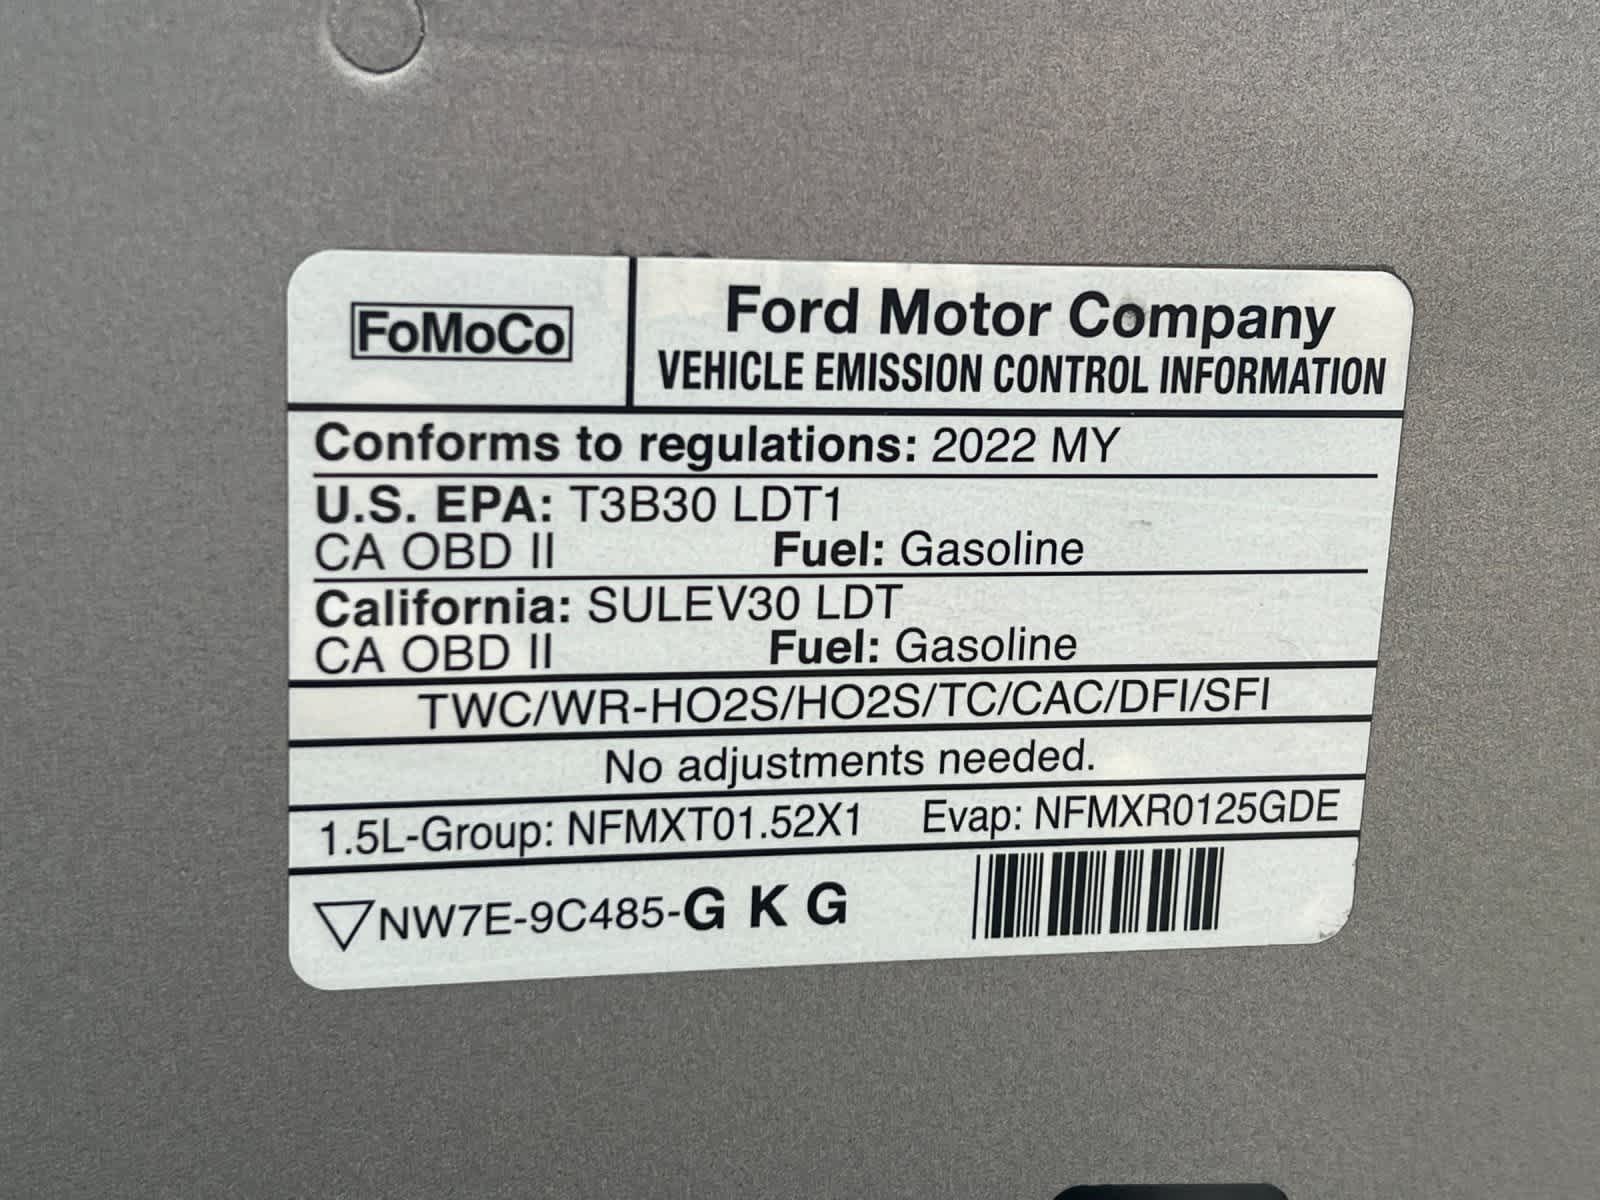 FoMoCo
Ford Motor Company
VEHICLE EMISSION CONTROL INFORMATION
Conforms to regulations: 2022 MY
U.S. EPA: T3B30 LDT1
CA OBD II Fuel: Gasoline
California: SULEV30 LDT
CA OBD II Fuel: Gasoline
TWC/WR-HO2S/HO2S/TC/CAC/DFI/SFI
No adjustments needed.
1.5L-Group: NFMXT01.52X1 Evap: NFMXR0125GDE
NW7E-9C485-G K G